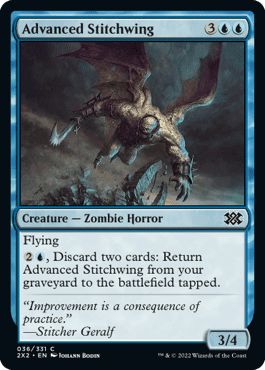 Advanced Stitchwing 3
Creature — Zombie Horror
Flying
2, Discard two cards: Return
Advanced Stitchwing from your
graveyard to the battlefield tapped.
“Improvement is a consequence of
practice.”
—Stitcher Geralf
3/4
036/331 C
2X2 • EN Johann Bodin
™ & © 2022 Wizards of the Coast